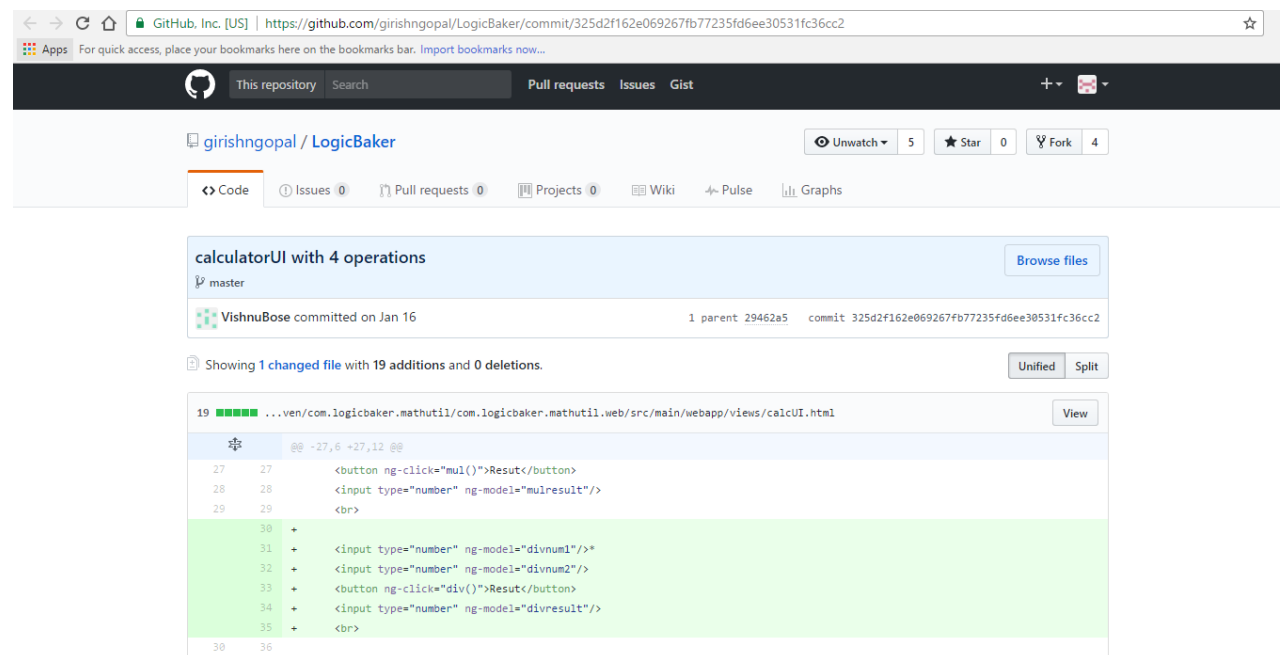 GitHub, Inc. [US] | https://github.com/girishngopal/LogicBaker/commit/325d2f162e069267fb77235fd6ee30531fc36cc2
Apps For quick access, place your bookmarks here on the bookmarks bar. Import bookmarks now...
This repository Search Pull requests Issues Gist
girishngopal / LogicBaker Unwatch 5 Star 0 Fork 4
Code Issues 0 Pull requests 0 Projects 0 Wiki Pulse Graphs
calculatorUI with 4 operations Browse files
master
VishnuBose committed on Jan 16 1 parent 29462a5 commit 325d2f162e069267fb77235fd6ee30531fc36cc2
Showing 1 changed file with 19 additions and 0 deletions. Unified Split
19 ...ven/com.logicbaker.mathutil/com.logicbaker.mathutil.web/src/main/webapp/views/calcUI.html View
@@ -27,6 +27,12 @@
27 27 <button ng-click="mul()">Resut</button>
28 28 <input type="number" ng-model="mulresult"/>
29 29 <br>
30 +
31 + <input type="number" ng-model="divnum1"/>*
32 + <input type="number" ng-model="divnum2"/>
33 + <button ng-click="div()">Resut</button>
34 + <input type="number" ng-model="divresult"/>
35 + <br>
30 36